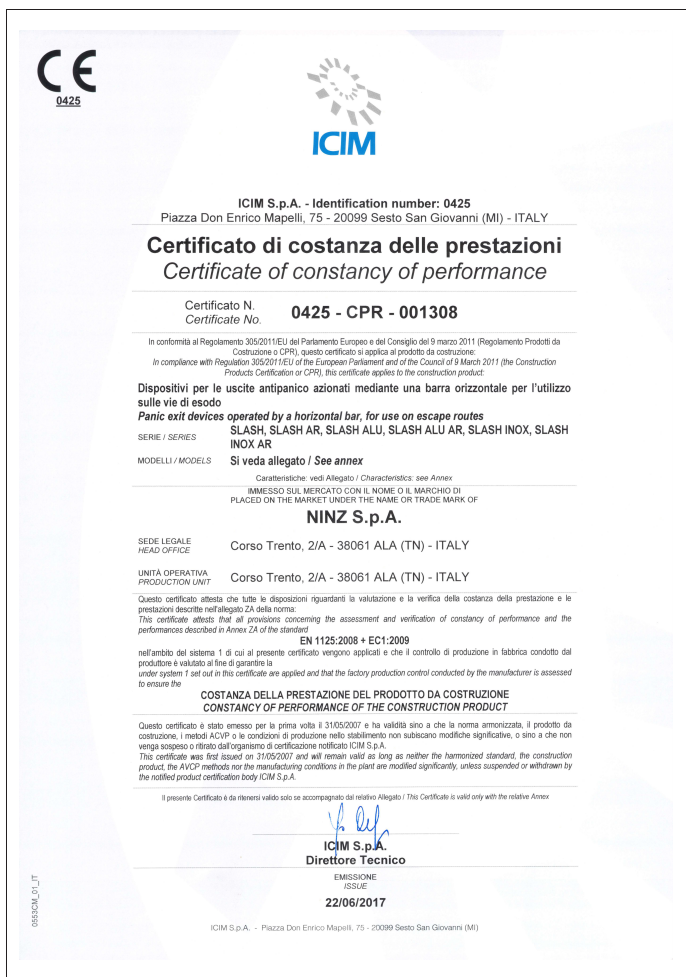 CE
0425
ICIM
ICIM S.p.A. - Identification number: 0425
Piazza Don Enrico Mapelli, 75 - 20099 Sesto San Giovanni (MI) - ITALY
Certificato di costanza delle prestazioni
Certificate of constancy of performance
Certificato N.
Certificate No.
0425 - CPR - 001308
In conformità al Regolamento 305/2011/EU del Parlamento Europeo e del Consiglio del 9 marzo 2011 (Regolamento Prodotti da
Costruzione o CPR), questo certificato si applica al prodotto da costruzione:
In compliance with Regulation 305/2011/EU of the European Parliament and of the Council of 9 March 2011 (the Construction
Products Certification or CPR), this certificate applies to the construction product:
Dispositivi per le uscite antipanico azionati mediante una barra orizzontale per l'utilizzo
sulle vie di esodo
Panic exit devices operated by a horizontal bar, for use on escape routes
SERIE / SERIES
SLASH, SLASH AR, SLASH ALU, SLASH ALU AR, SLASH INOX, SLASH
INOX AR
MODELLI / MODELS
Si veda allegato / See annex
Caratteristiche: vedi Allegato / Characteristics: see Annex
IMMESSO SUL MERCATO CON IL NOME O IL MARCHIO DI
PLACED ON THE MARKET UNDER THE NAME OR TRADE MARK OF
NINZ S.p.A.
SEDE LEGALE
HEAD OFFICE
Corso Trento, 2/A - 38061 ALA (TN) - ITALY
UNITÀ OPERATIVA
PRODUCTION UNIT
Corso Trento, 2/A - 38061 ALA (TN) - ITALY
Questo certificato attesta che tutte le disposizioni riguardanti la valutazione e la verifica della costanza della prestazione e le
prestazioni descritte nell'allegato ZA della norma:
This certificate attests that all provisions concerning the assessment and verification of constancy of performance and the
performances described in Annex ZA of the standard
EN 1125:2008 + EC1:2009
nell'ambito del sistema 1 di cui al presente certificato vengono applicati e che il controllo di produzione in fabbrica condotto dal
produttore è valutato al fine di garantire la
under system 1 set out in this certificate are applied and that the factory production control conducted by the manufacturer is assessed
to ensure the
COSTANZA DELLA PRESTAZIONE DEL PRODOTTO DA COSTRUZIONE
CONSTANCY OF PERFORMANCE OF THE CONSTRUCTION PRODUCT
Questo certificato è stato emesso per la prima volta il 31/05/2007 e ha validità sino a che la norma armonizzata, il prodotto da
costruzione, i metodi ACVP o le condizioni di produzione nello stabilimento non subiscano modifiche significative, o sino a che non
venga sospeso o ritirato dall'organismo di certificazione notificato ICIM S.p.A.
This certificate was first issued on 31/05/2007 and will remain valid as long as neither the harmonized standard, the construction
product, the AVCP methods nor the manufacturing conditions in the plant are modified significantly, unless suspended or withdrawn by
the notified product certification body ICIM S.p.A.
Il presente Certificato è da ritenersi valido solo se accompagnato dal relativo Allegato / This Certificate is valid only with the relative Annex
ICIM S.p.A.
Direttore Tecnico
EMISSIONE
ISSUE
22/06/2017
0553CM_01_IT
ICIM S.p.A. - Piazza Don Enrico Mapelli, 75 - 20099 Sesto San Giovanni (MI)